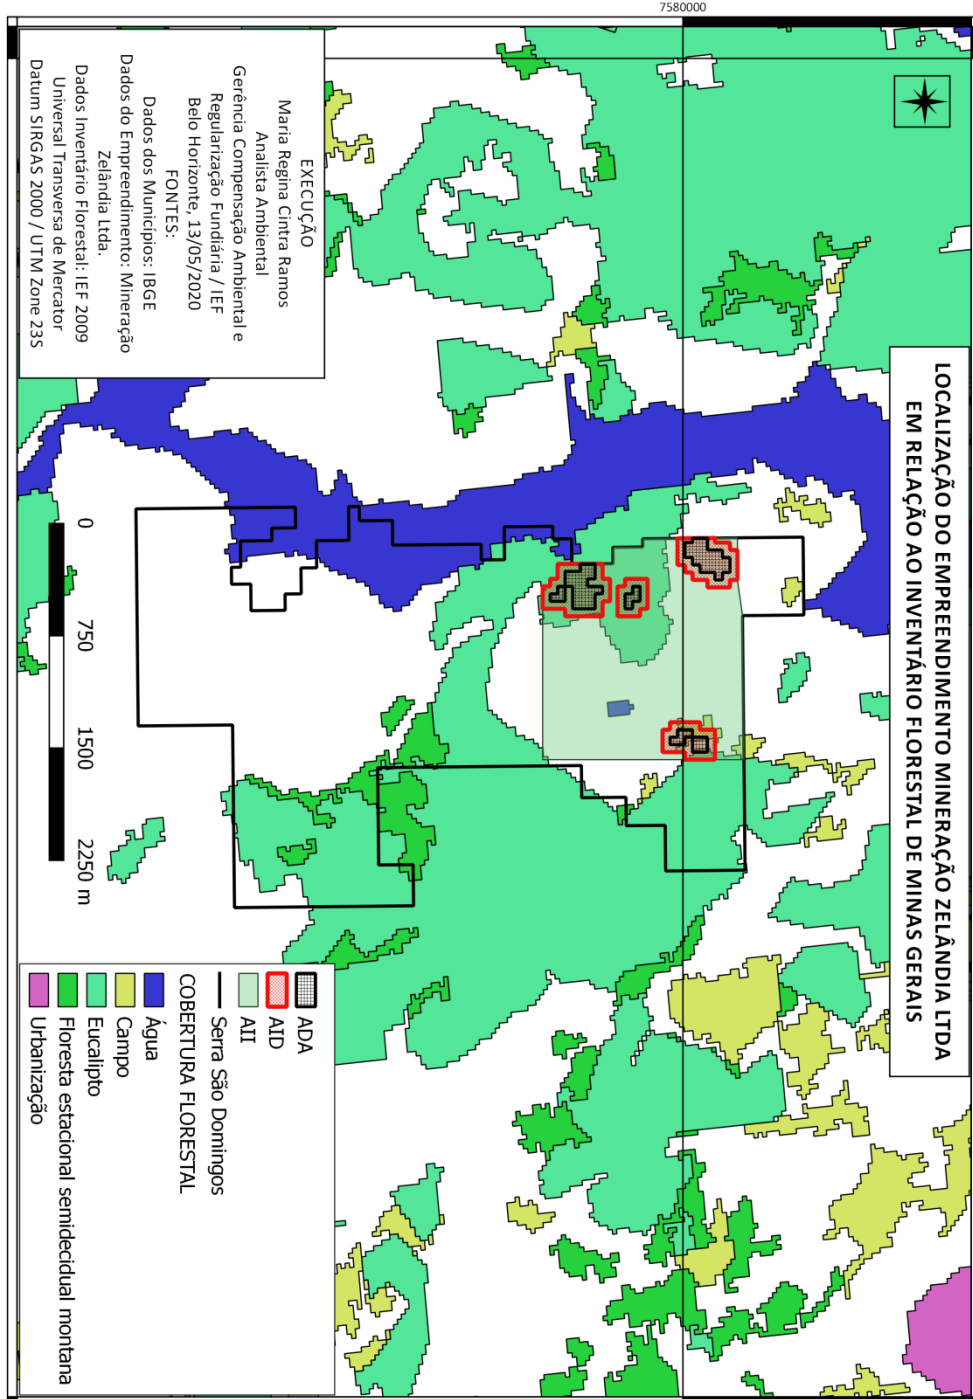 7580000
LOCALIZAÇÃO DO EMPREENDIMENTO MINERAÇÃO ZELÂNDIA LTDA
EM RELAÇÃO AO INVENTÁRIO FLORESTAL DE MINAS GERAIS
EXECUÇÃO
Maria Regina Cintra Ramos
Analista Ambiental
Gerência Compensação Ambiental e
Regularização Fundiária / IEF
Belo Horizonte, 13/05/2020
FONTES:
Dados dos Municípios: IBGE
Dados do Empreendimento: Mineração
Zelândia Ltda.
Dados Inventário Florestal: IEF 2009
Universal Transversa de Mercator
Datum SIRGAS 2000 / UTM Zone 23S
0 750 1500 2250 m
ADA
AID
AII
Serra São Domingos
COBERTURA FLORESTAL
Água
Campo
Eucalipto
Floresta estacional semidecidual montana
Urbanização